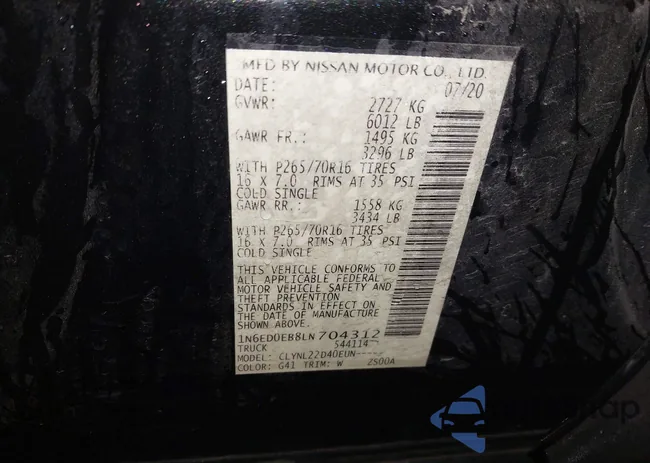 MFD BY NISSAN MOTOR CO., LTD.
DATE: 07/20
GVWR: 2727 KG
6012 LB
GAWR FR.: 1495 KG
3296 LB
WITH P265/70R16 TIRES
16 X 7.0 RIMS AT 35 PSI
COLD SINGLE
GAWR RR.: 1558 KG
3434 LB
WITH P265/70R16 TIRES
16 X 7.0 RIMS AT 35 PSI
COLD SINGLE
THIS VEHICLE CONFORMS TO
ALL APPLICABLE FEDERAL
MOTOR VEHICLE SAFETY AND
THEFT PREVENTION
STANDARDS IN EFFECT ON
THE DATE OF MANUFACTURE
SHOWN ABOVE.
1N6ED0EB8LN704312
TRUCK 544114
MODEL: CLYNL22D40EUN-----
COLOR: G41 TRIM: W ZS00A